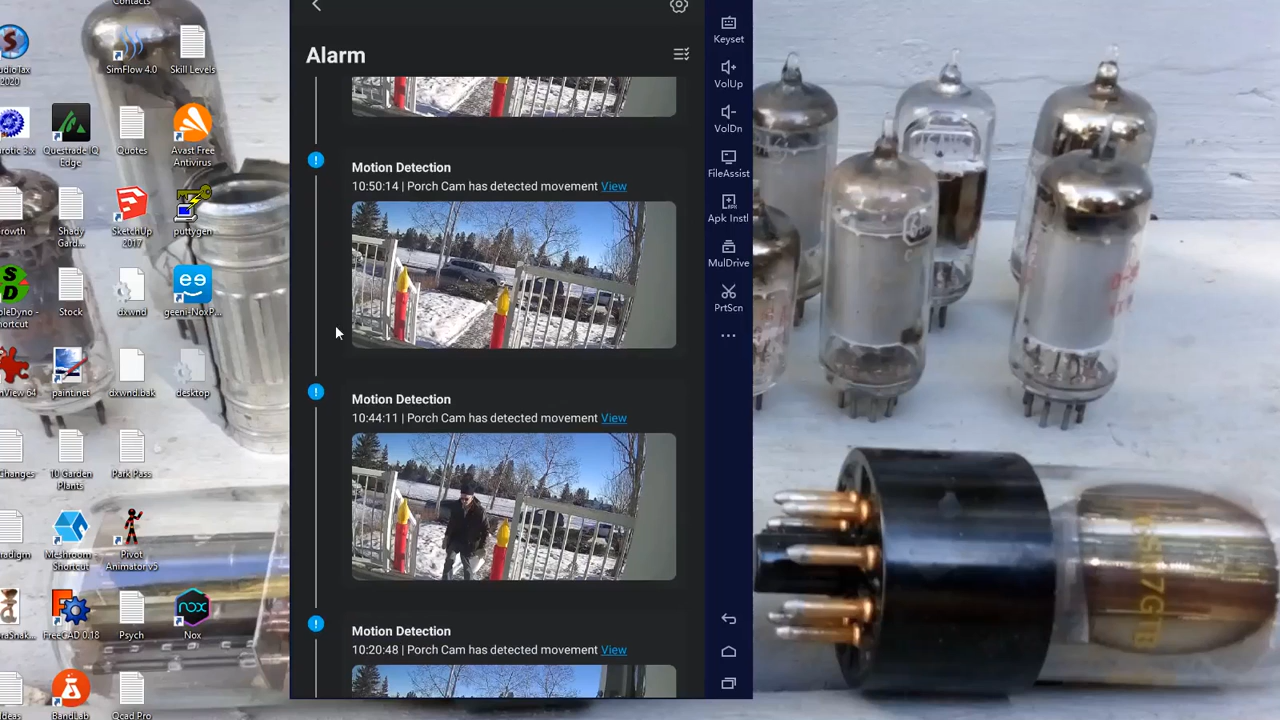 Contacts
SimFlow 4.0
Skill Levels
2020
Questrade IQ Edge
Quotes
Avast Free Antivirus
Shady Gard...
SketchUp 2017
puttygen
Stock
dxwnd
geeni-NoxP...
paintnet
dxwnd.bak
desktop
10 Garden Plants
Park Pass
Meshroom - Shortcut
Pivot Animator v5
FreeCAD 0.18
Psych
Nox
BandLab
Qcad Pro
Alarm
Motion Detection
10:50:14 | Porch Cam has detected movement View
Motion Detection
10:44:11 | Porch Cam has detected movement View
Motion Detection
10:20:48 | Porch Cam has detected movement View
Keyset
VolUp
VolDn
FileAssist
Apk Instl
MulDrive
PrtScn